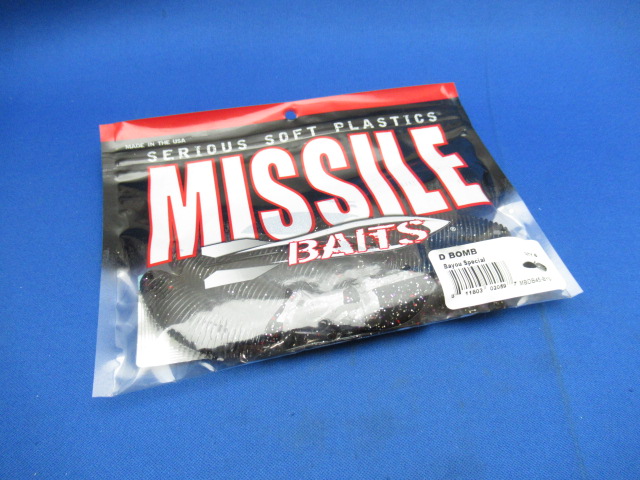 MADE IN THE USA
SERIOUS SOFT PLASTICS
MISSILE
BAITS
®
D BOMB
Bayou Special